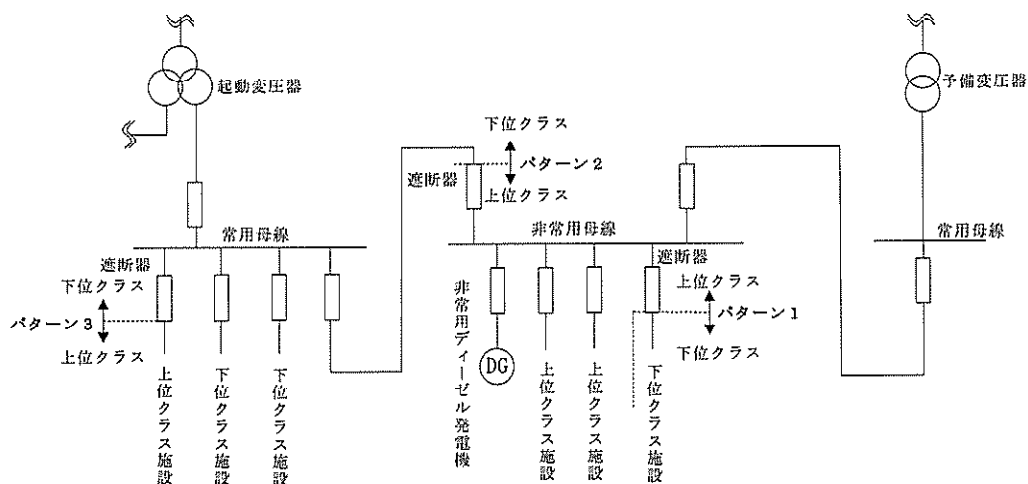 起動変圧器
予備変圧器
下位クラス
パターン2
遮断器
上位クラス
常用母線
非常用母線
常用母線
遮断器
下位クラス
パターン3
上位クラス
遮断器
上位クラス
パターン1
下位クラス
上位クラス施設
下位クラス施設
下位クラス施設
非常用ディーゼル発電機
DG
上位クラス施設
上位クラス施設
下位クラス施設